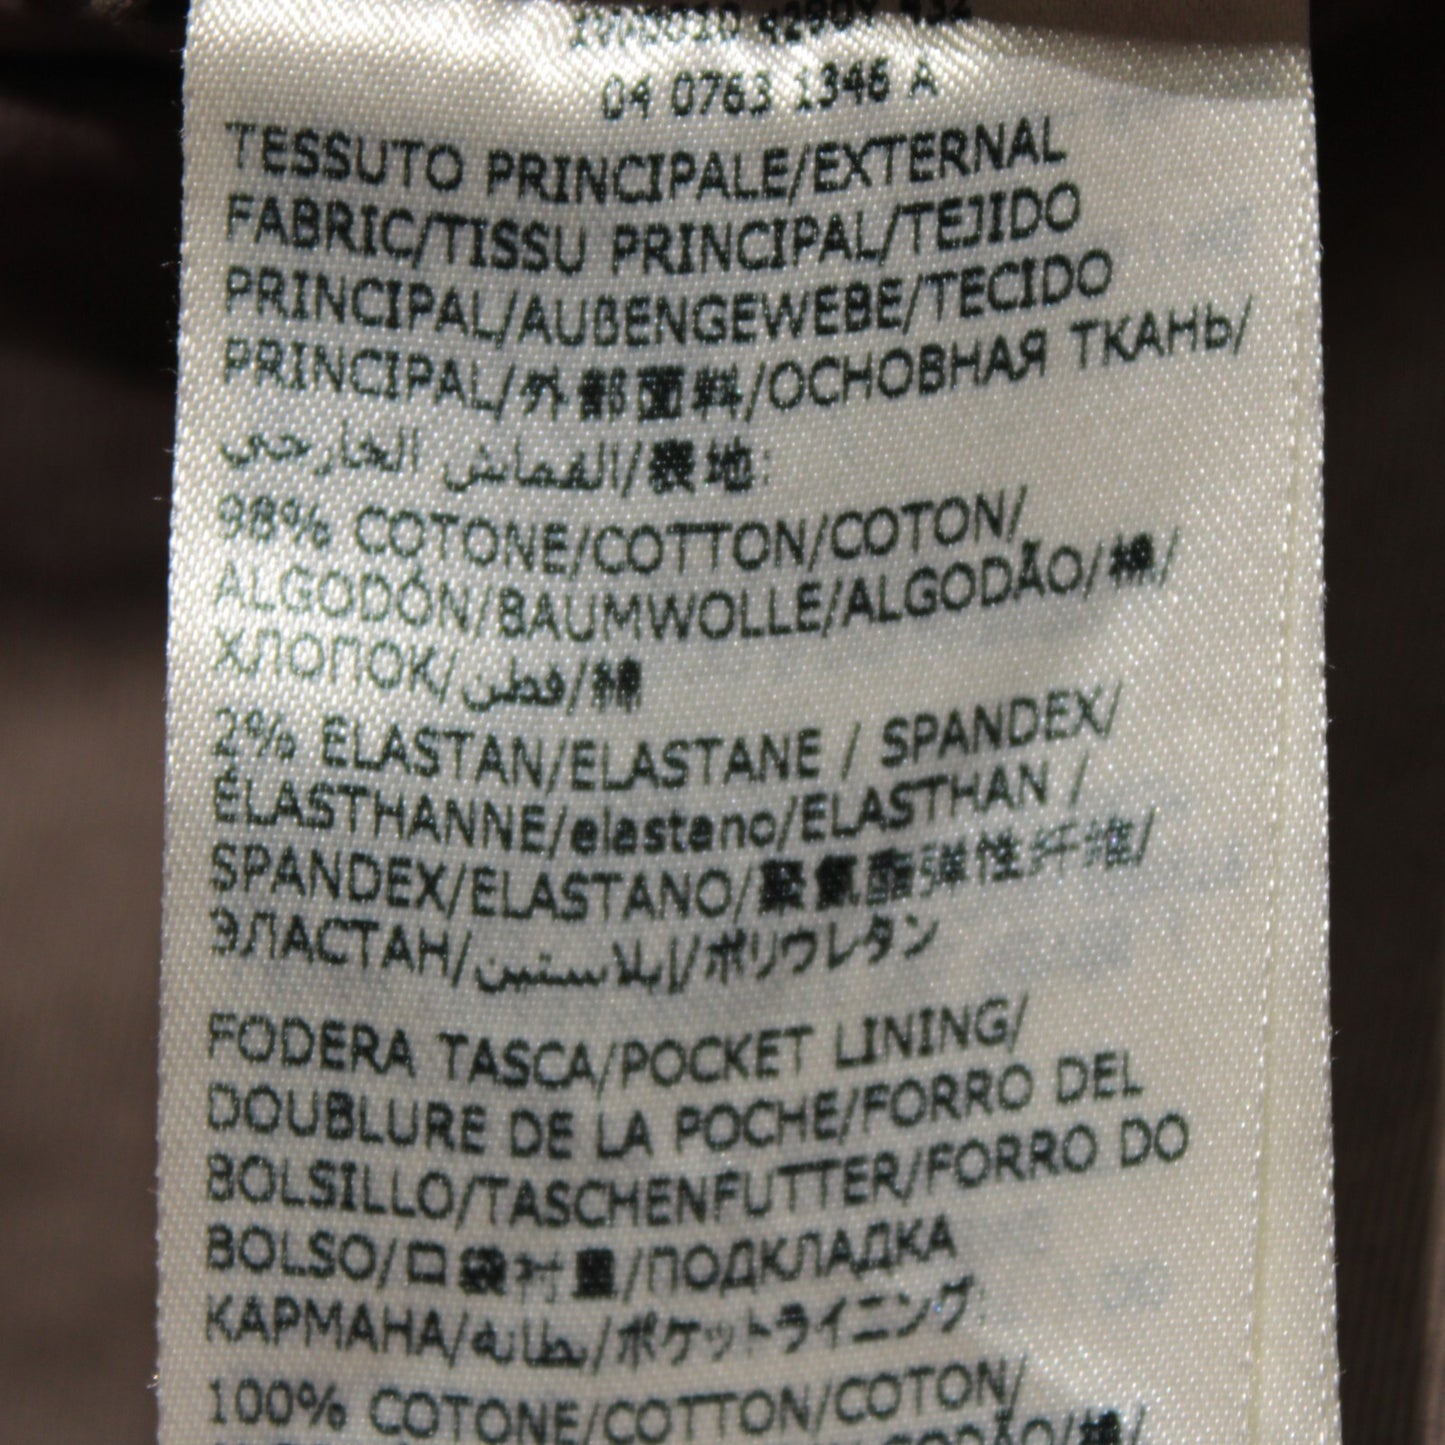 04 0763 1346 A
TESSUTO PRINCIPALE/EXTERNAL
FABRIC/TISSU PRINCIPAL/TEJIDO
PRINCIPAL/AUßENGEWEBE/TECIDO
PRINCIPAL/外部面料/ОСНОВНАЯ ТКАНЬ/
القماش الخارجي/表地:
98% COTONE/COTTON/COTON/
ALGODÓN/BAUMWOLLE/ALGODÃO/棉/
ХЛОПОК/قطن/綿
2% ELASTAN/ELASTANE / SPANDEX/
ÉLASTHANNE/elastano/ELASTHAN /
SPANDEX/ELASTANO/聚氨酯弹性纤维/
ЭЛАСТАН/إيلاستين/ポリウレタン
FODERA TASCA/POCKET LINING/
DOUBLURE DE LA POCHE/FORRO DEL
BOLSILLO/TASCHENFUTTER/FORRO DO
BOLSO/口袋衬里/ПОДКЛАДКА
КАРМАНА/بطانة/ポケットライニング:
100% COTONE/COTTON/COTON/